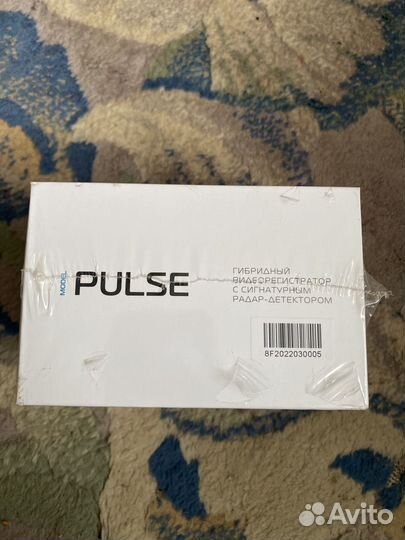 MODEL
PULSE
ГИБРИДНЫЙ
ВИДЕОРЕГИСТРАТОР
С СИГНАТУРНЫМ
РАДАР-ДЕТЕКТОРОМ
8F2022030005
Avito